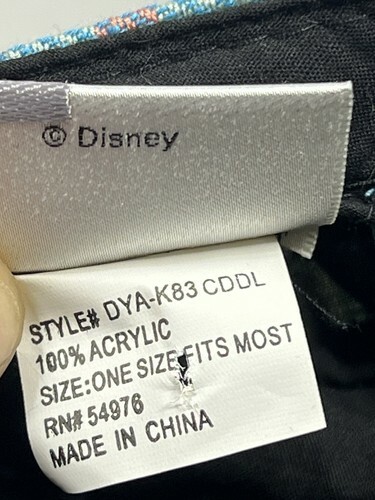 © Disney
STYLE# DYA-K83 CDDL
100% ACRYLIC
SIZE:ONE SIZE FITS MOST
RN# 54976
MADE IN CHINA